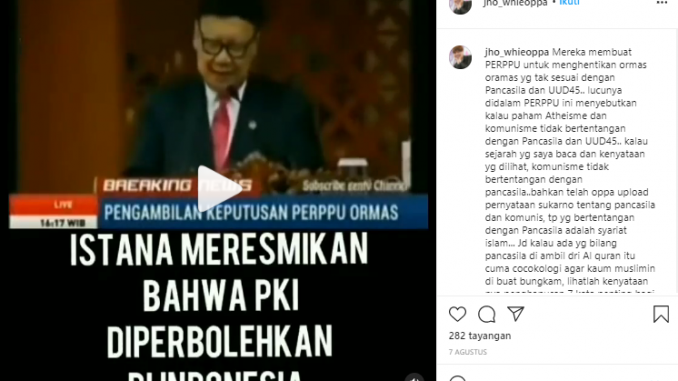 BREAKING NEWS
Subscribe
LIVE
16:17 WIB
PENGAMBILAN KEPUTUSAN PERPPU ORMAS
ISTANA MERESMIKAN
BAHWA PKI
DIPERBOLEHKAN
DI INDONESIA
jho_whieoppa • Ikuti
jho_whieoppa Mereka membuat
PERPPU untuk menghentikan ormas
oramas yg tak sesuai dengan
Pancasila dan UUD45.. lucunya
didalam PERPPU ini menyebutkan
kalau paham Atheisme dan
komunisme tidak bertentangan
dengan Pancasila dan UUD45.. kalau
sejarah yg saya baca dan kenyataan
yg dilihat, komunisme tidak
bertentangan dengan
pancasila..bahkan telah oppa upload
pernyataan sukarno tentang pancasila
dan komunis, tp yg bertentangan
dengan Pancasila adalah syariat
islam... Jd kalau ada yg bilang
pancasila di ambil dri Al quran itu
cuma cocokologi agar kaum muslimin
di buat bungkam, lihatlah kenyataan
282 tayangan
7 AGUSTUS